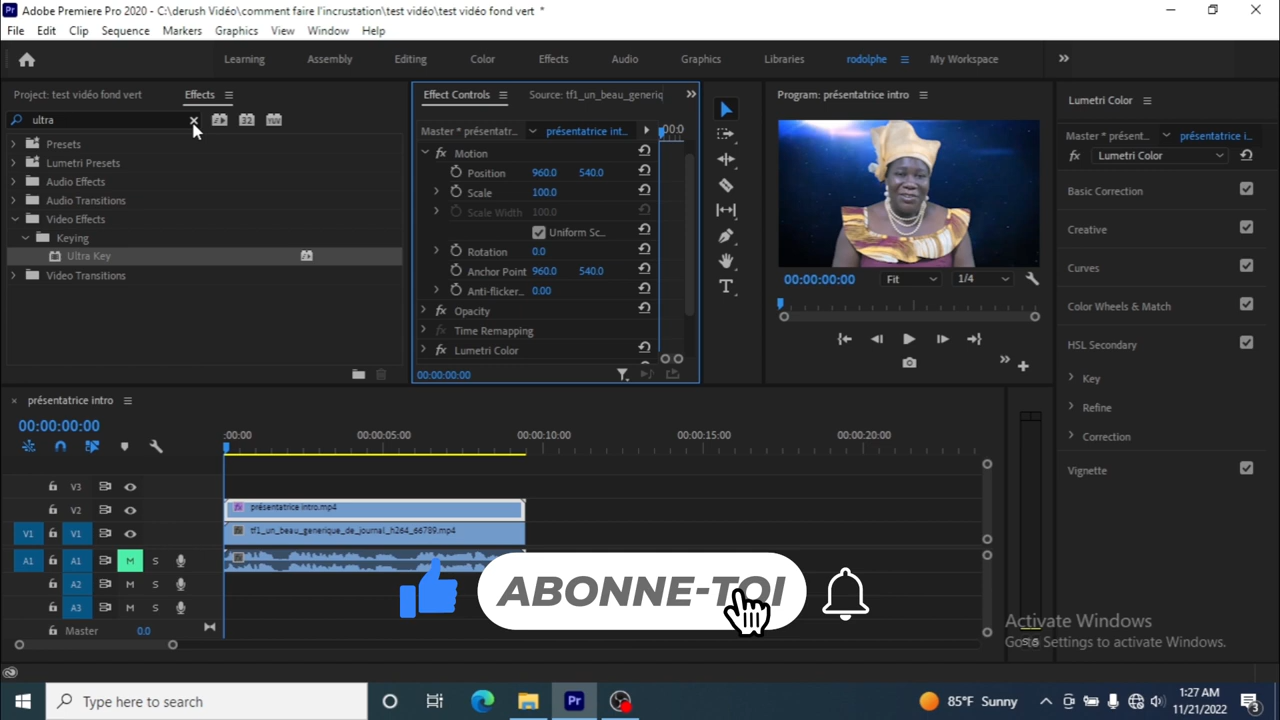 Adobe Premiere Pro 2020 - C:\derush Vidéo\comment faire l'incrustation\test vidéo\test vidéo fond vert *
File Edit Clip Sequence Markers Graphics View Window Help
Learning Assembly Editing Color Effects Audio Graphics Libraries rodolphe My Workspace
Project: test vidéo fond vert Effects
ultra
Presets
Lumetri Presets
Audio Effects
Audio Transitions
Video Effects
Keying
Ultra Key
Video Transitions
Effect Controls Source: tf1_un_beau_generiq
Master * présentatr... présentatrice int... 00:0
Motion
Position 960.0 540.0
Scale 100.0
Scale Width 100.0
Uniform Sc...
Rotation 0.0
Anchor Point 960.0 540.0
Anti-flicker... 0.00
Opacity
Time Remapping
Lumetri Color
00:00:00:00
Program: présentatrice intro
00:00:00:00 Fit 1/4
Lumetri Color
Master * présent... présentatrice i...
fx Lumetri Color
Basic Correction
Creative
Curves
Color Wheels & Match
HSL Secondary
Key
Refine
Correction
Vignette
présentatrice intro
00:00:00:00
:00:00 00:00:05:00 00:00:10:00 00:00:15:00 00:00:20:00
V3
V2 présentatrice intro.mp4
V1 V1 tf1_un_beau_generique_de_journal_h264_66789.mp4
A1 A1 M S
A2 M S
A3 M S
Master 0.0
S S
ABONNE-TOI
Activate Windows
Go to Settings to activate Windows.
Type here to search
85°F Sunny
1:27 AM
11/21/2022
3